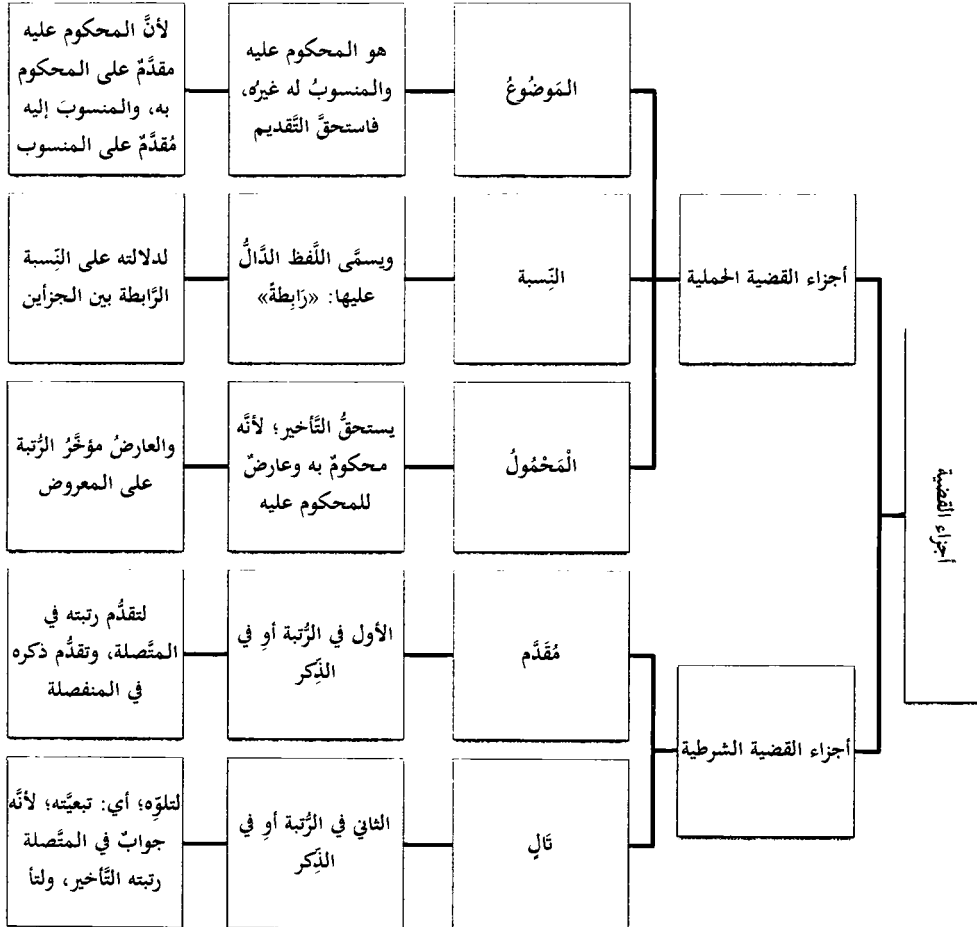 أجزاء القضية
أجزاء القضية الحملية
المَوضُوعُ
هو المحكوم عليه
والمنسوبُ له غيرُه،
فاستحقَّ التَّقديم
لأنَّ المحكوم عليه
مقدَّمٌ على المحكوم
به، والمنسوبَ إليه
مُقدَّمٌ على المنسوب
النِّسبة
ويسمَّى اللَّفظ الدَّالُّ
عليها: «رَابِطةً»
لدلالته على النِّسبة
الرَّابطة بين الجزأين
الْمَحْمُولُ
يستحقُّ التَّأخير؛ لأنَّه
محكومٌ به وعارضٌ
للمحكوم عليه
والعارضُ مؤخَّرُ الرُّتبة
على المعروض
أجزاء القضية الشرطية
مُقَدَّم
الأول في الرُّتبة أوِ في
الذِّكر
لتقدُّم رتبته في
المتَّصلة، وتقدُّم ذكره
في المنفصلة
تَالٍ
الثاني في الرُّتبة أوِ في
الذِّكر
لتلوِّه؛ أي: تبعيَّته؛ لأنَّه
جوابٌ في المتَّصلة
رتبته التَّأخير، ولتأ